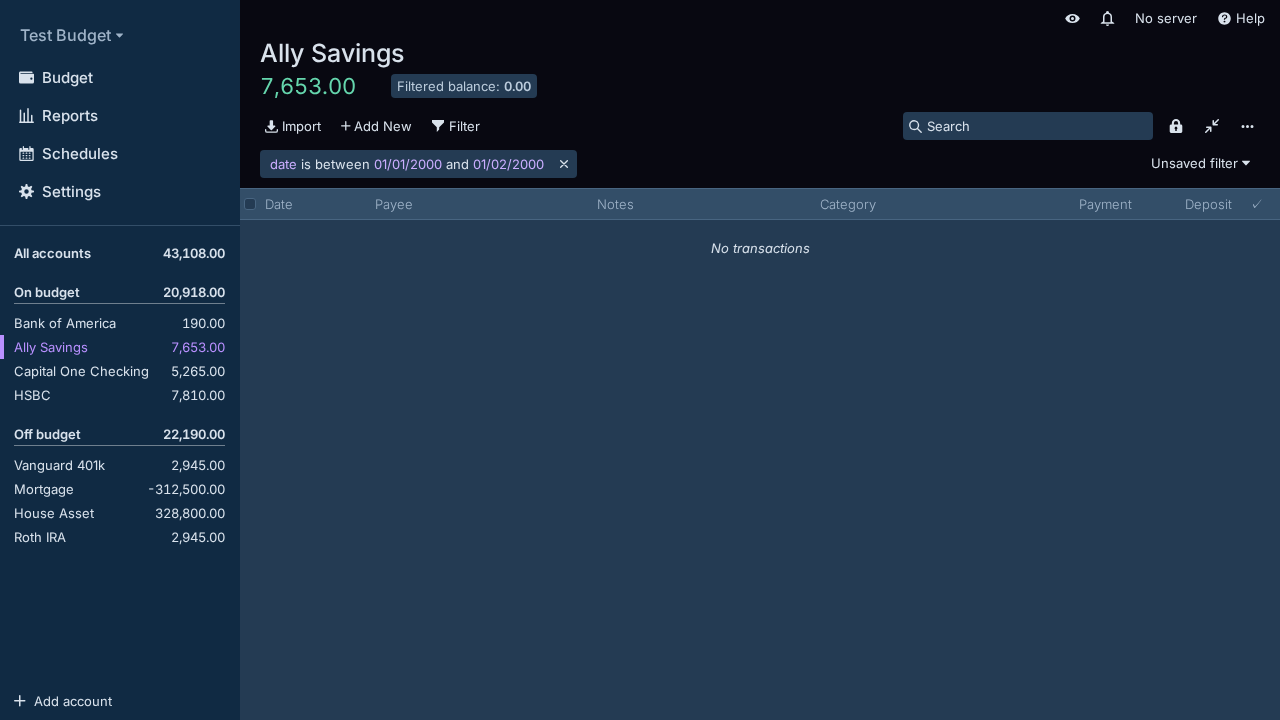 Test Budget
Budget
Reports
Schedules
Settings
All accounts 43,108.00
On budget 20,918.00
Bank of America 190.00
Ally Savings 7,653.00
Capital One Checking 5,265.00
HSBC 7,810.00
Off budget 22,190.00
Vanguard 401k 2,945.00
Mortgage -312,500.00
House Asset 328,800.00
Roth IRA 2,945.00
Add account
No server Help
Ally Savings
7,653.00 Filtered balance: 0.00
Import Add New Filter Search
date is between 01/01/2000 and 01/02/2000 Unsaved filter
Date Payee Notes Category Payment Deposit ✓
No transactions